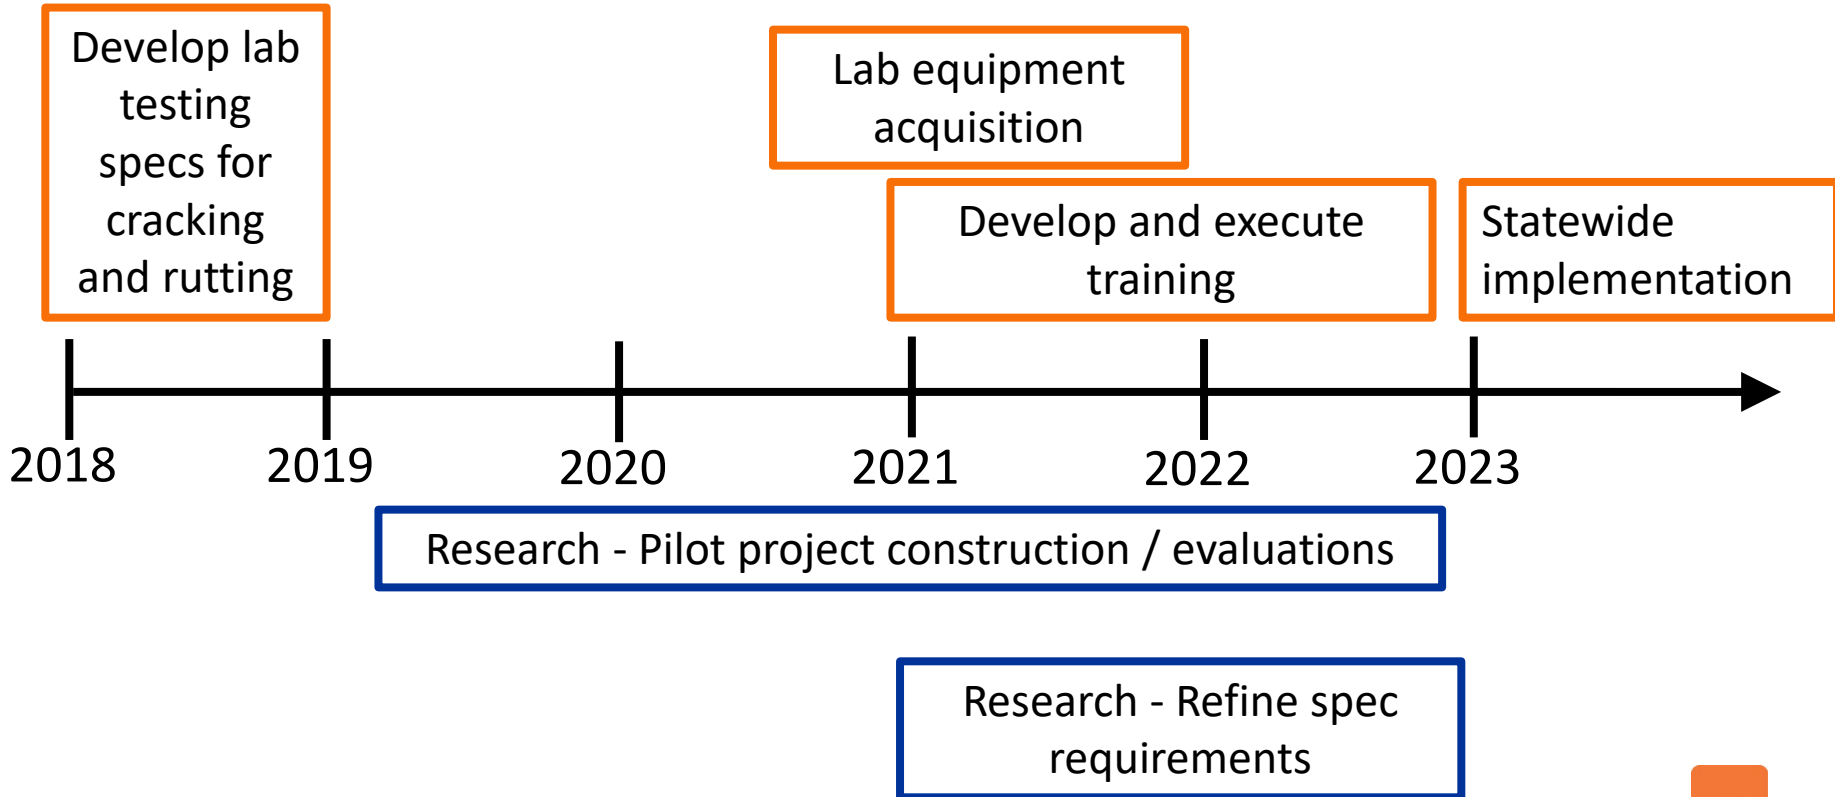 Develop lab
testing
specs for
cracking
and rutting
Lab equipment
acquisition
Develop and execute
training
Statewide
implementation
2018
2019
2020
2021
2022
2023
Research - Pilot project construction / evaluations
Research - Refine spec
requirements